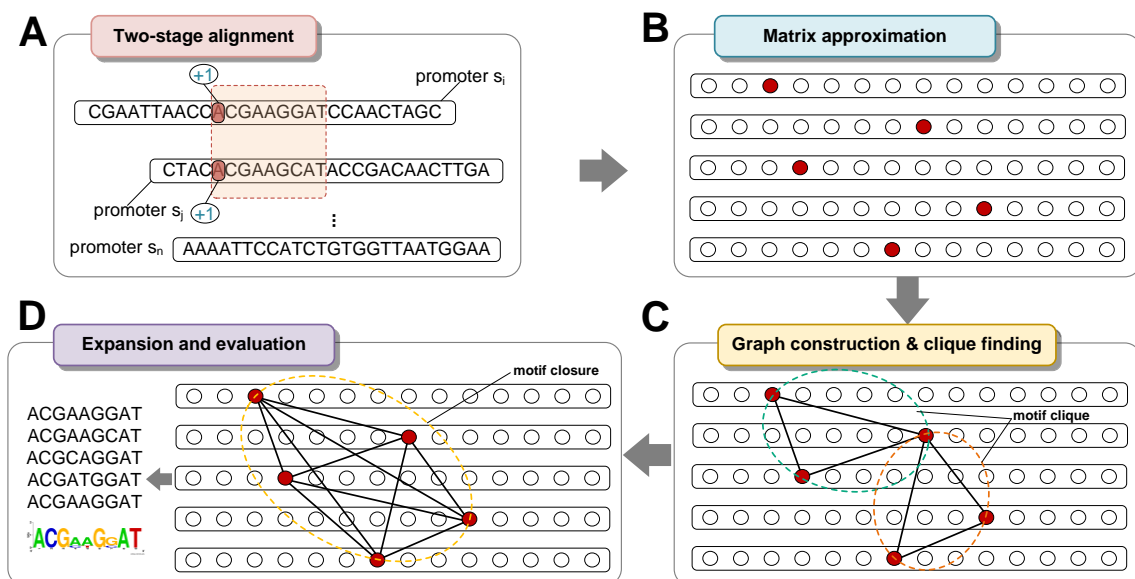 A
Two-stage alignment
+1
promoter sᵢ
CGAATTAACCACGAAGGATCCAACTAGC
CTACACGAAGCATACCGACAACTTGA
promoter sⱼ
+1
⋮
promoter sₙ
AAAATTCCATCTGTGGTTAATGGAA
B
Matrix approximation
C
Graph construction & clique finding
motif clique
D
Expansion and evaluation
motif closure
ACGAAGGAT
ACGAAGCAT
ACGCAGGAT
ACGATGGAT
ACGAAGGAT
ACGAAGGAT